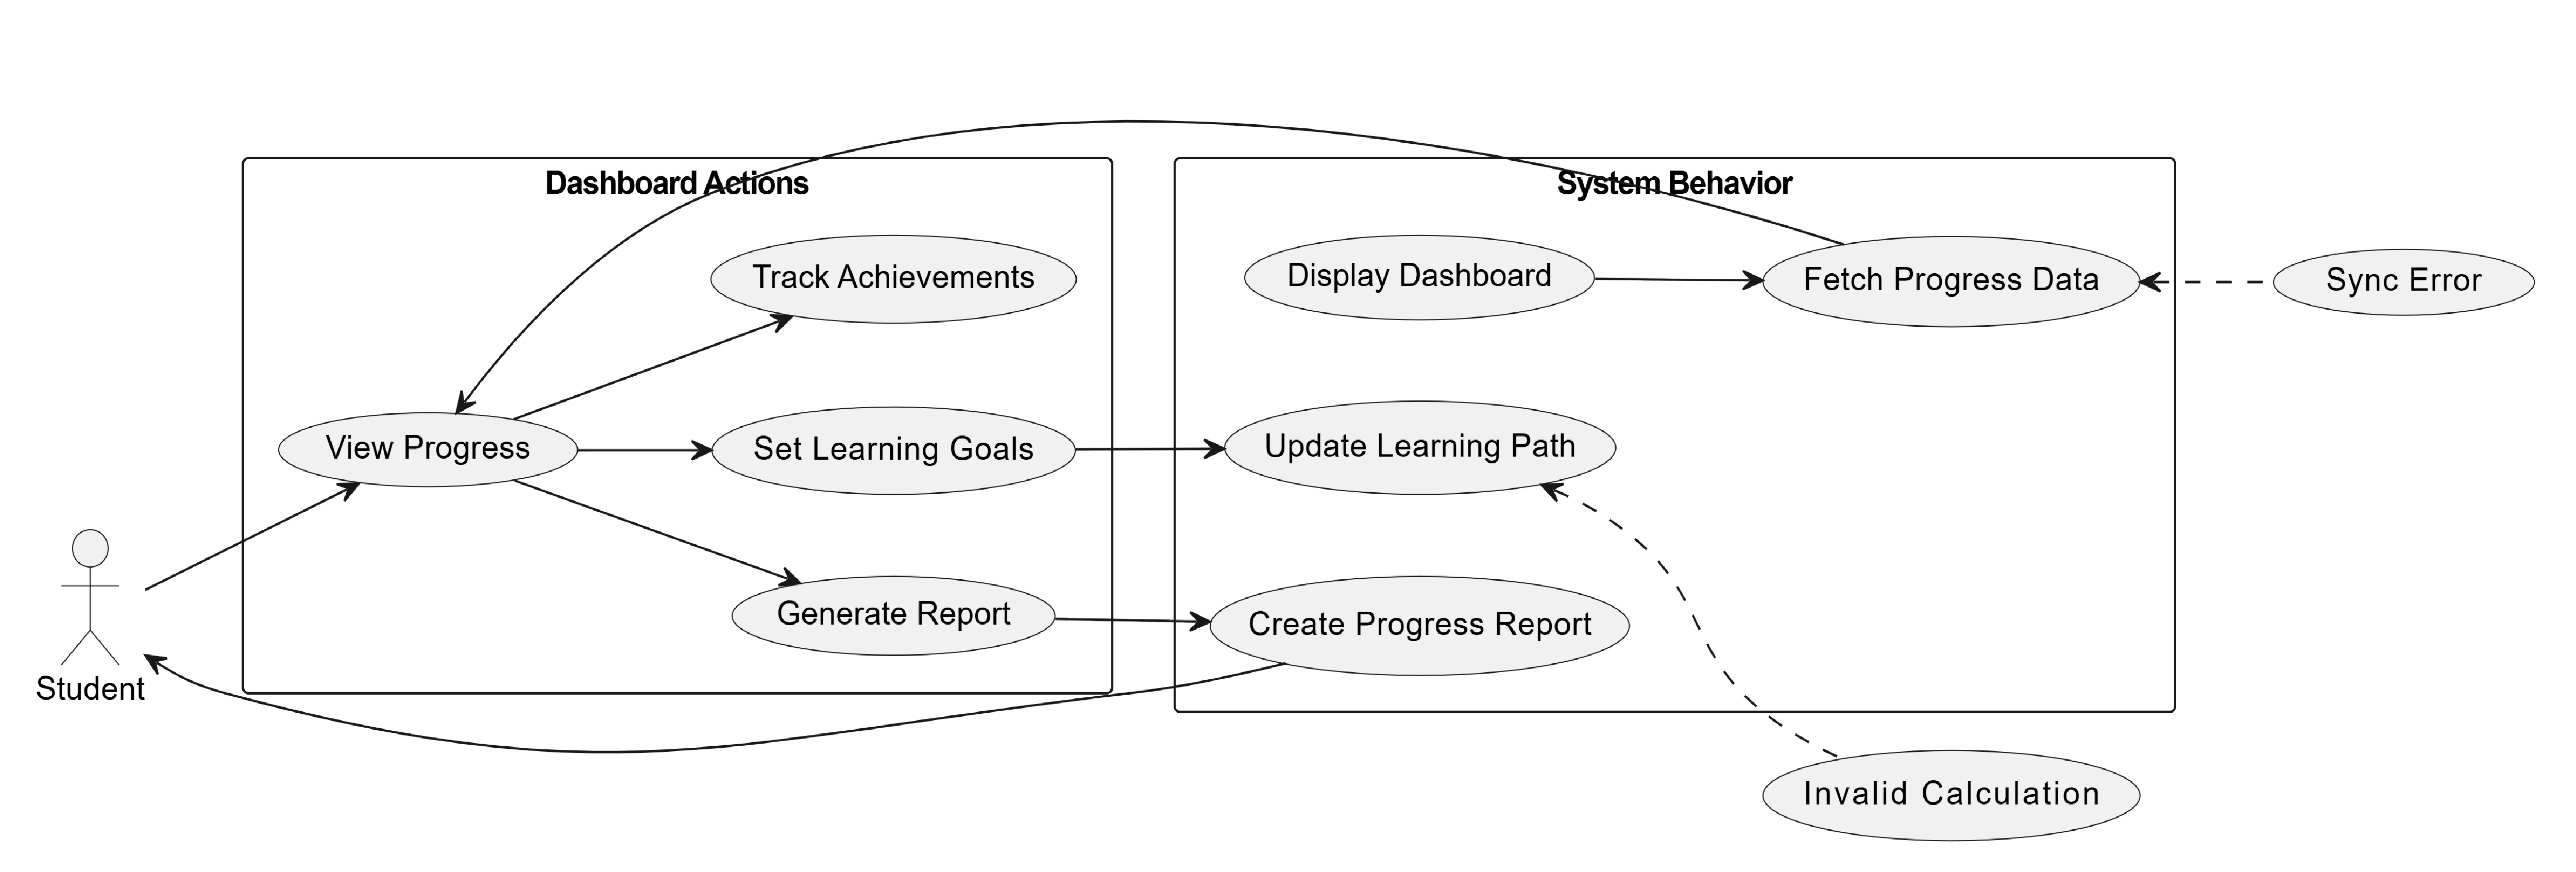 Dashboard Actions
System Behavior
Track Achievements
Display Dashboard
Fetch Progress Data
Sync Error
View Progress
Set Learning Goals
Update Learning Path
Generate Report
Create Progress Report
Student
Invalid Calculation